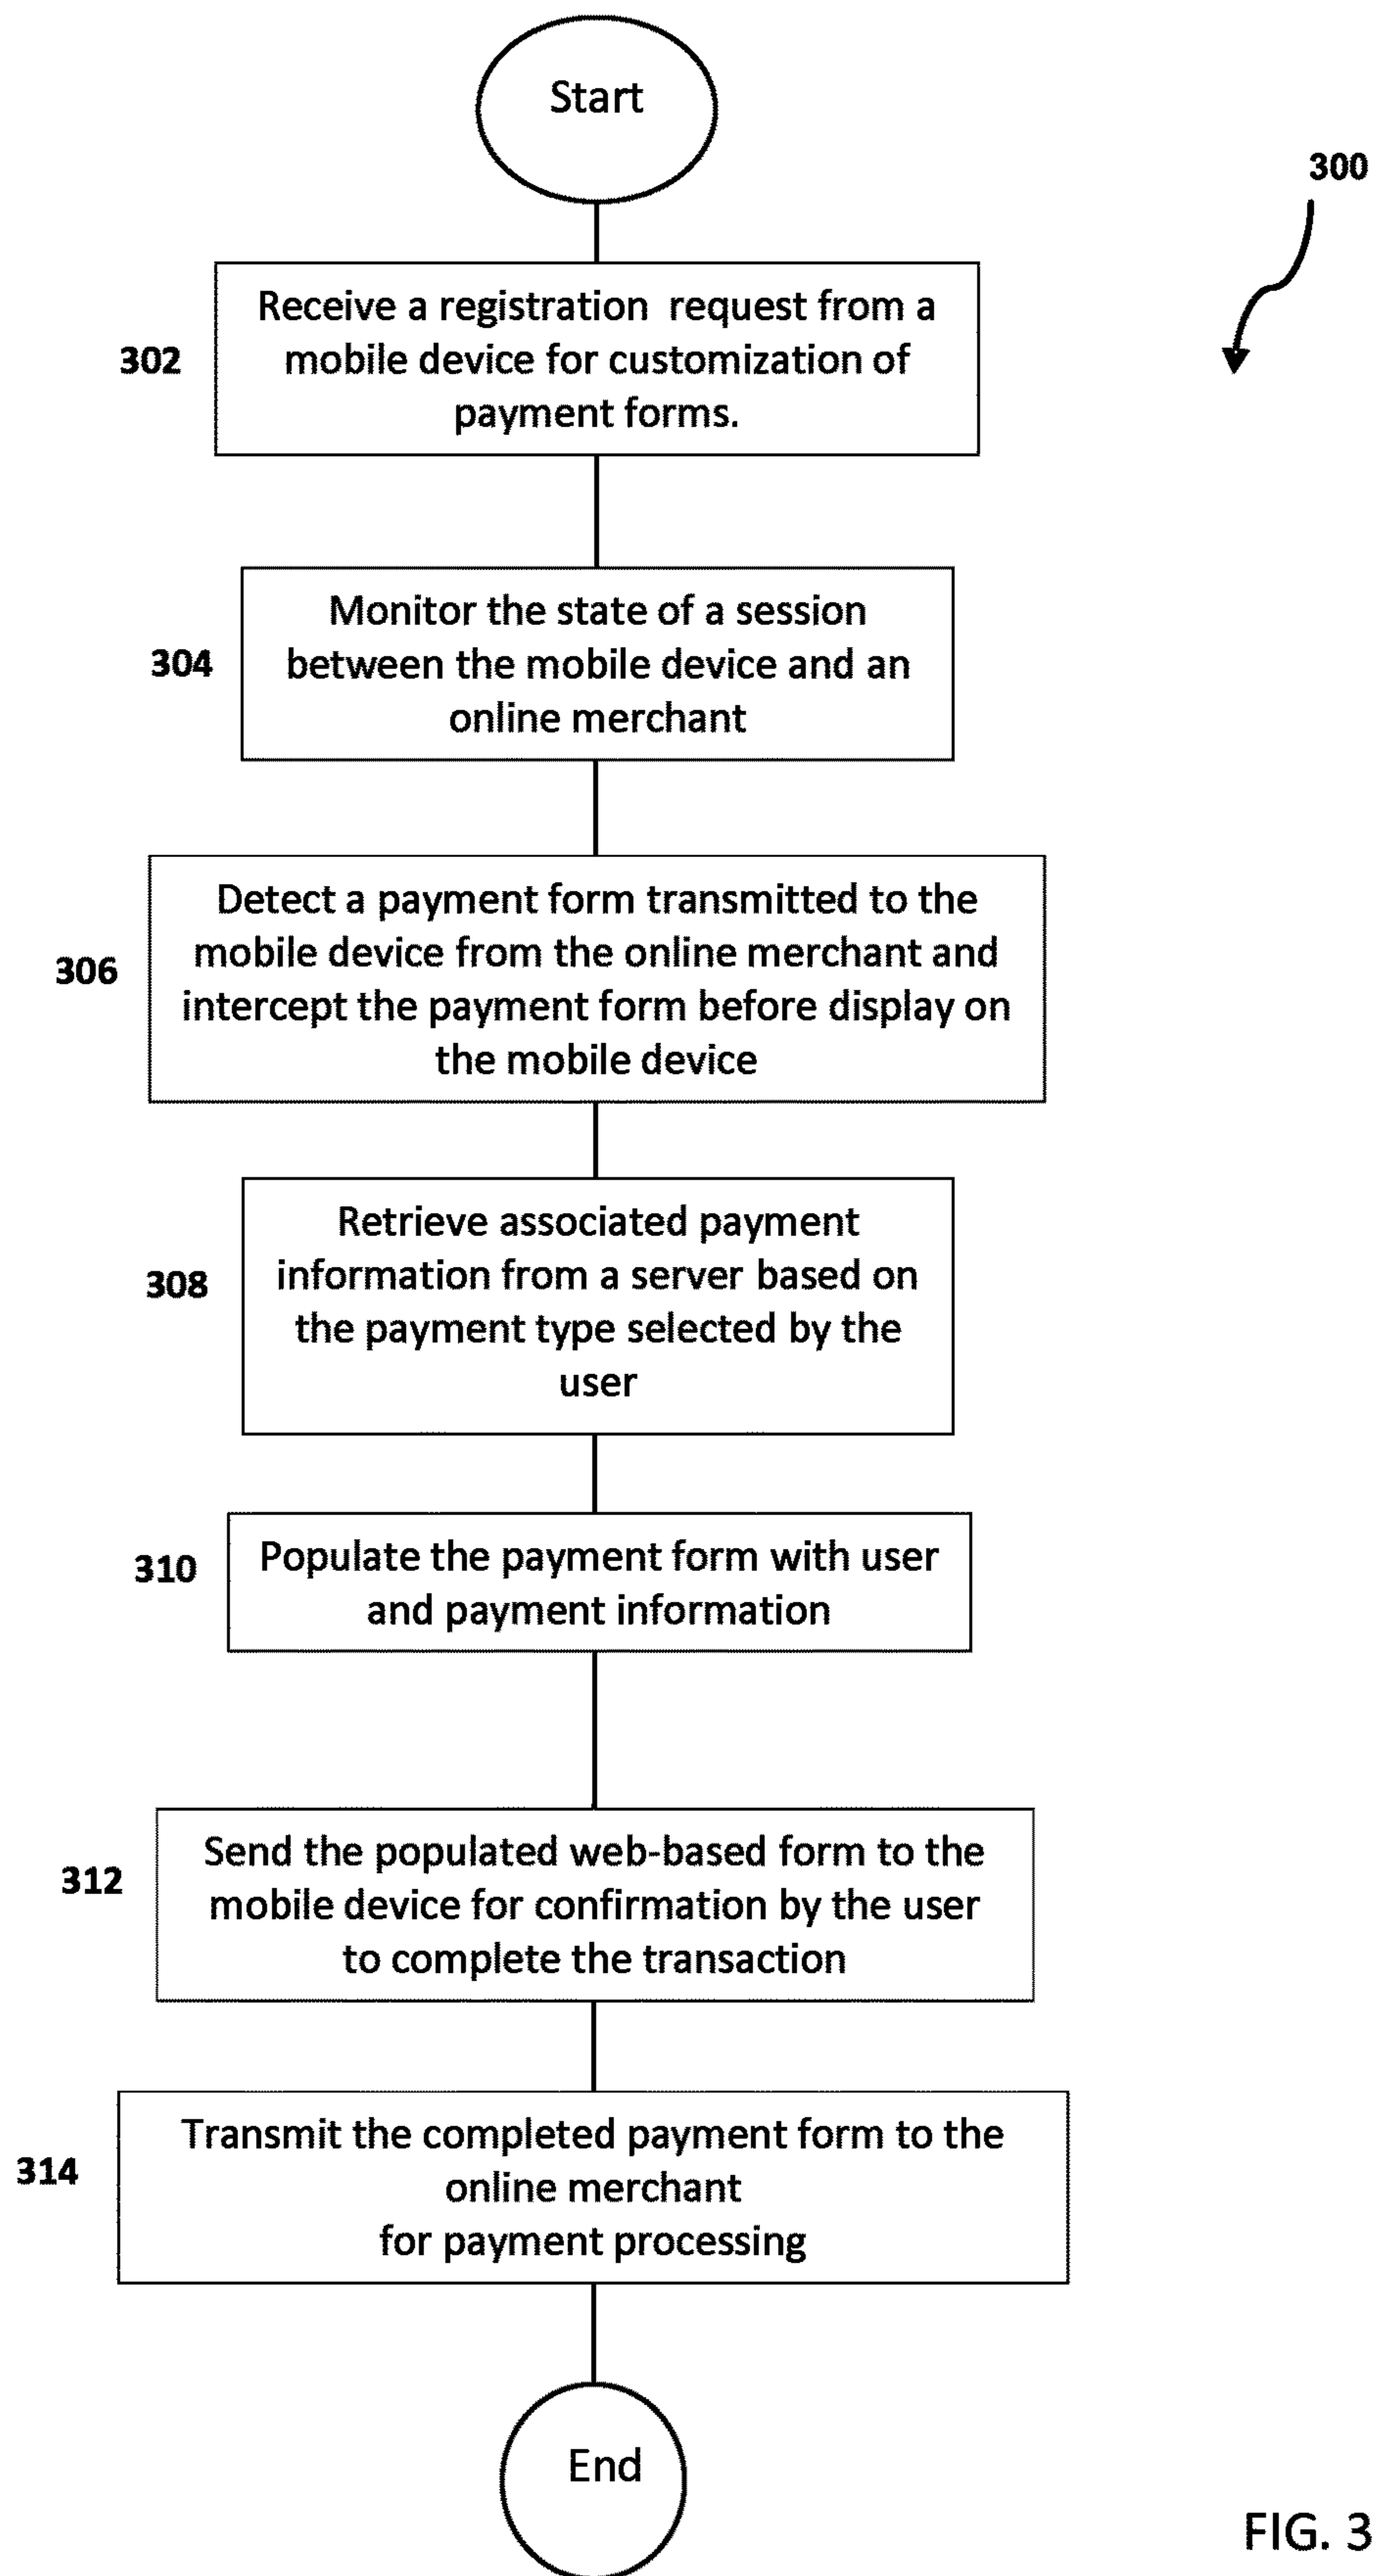 Start
300
Receive a registration  request from a
mobile device for customization of
payment forms.
302
Monitor the state of a session
between the mobile device and an
online merchant
304
Detect a payment form transmitted to the
mobile device from the online merchant and
intercept the payment form before display on
the mobile device
306
Retrieve associated payment
information from a server based on
the payment type selected by the
user
308
Populate the payment form with user
and payment information
310
Send the populated web-based form to the
mobile device for confirmation by the user
to complete the transaction
312
Transmit the completed payment form to the
online merchant
for payment processing
314
End
FIG. 3